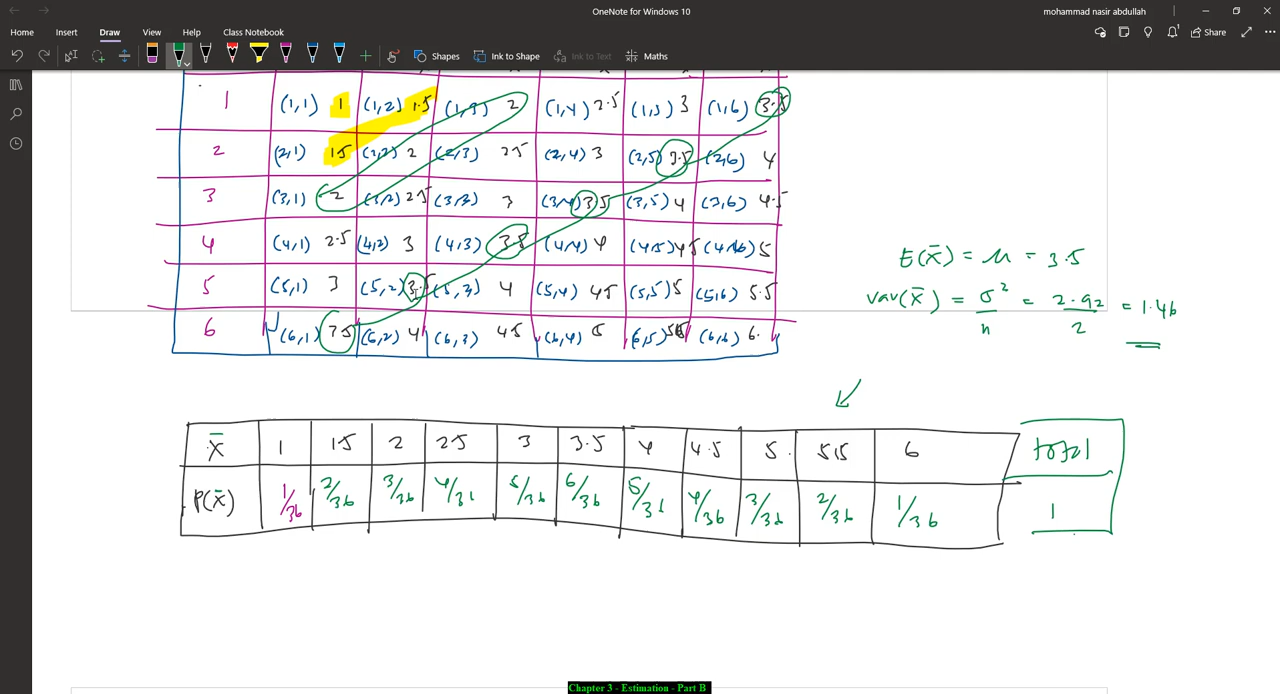 OneNote for Windows 10
mohammad nasir abdullah
Home Insert Draw View Help Class Notebook
Shapes Ink to Shape Ink to Text Maths Share
1 (1,1) 1 (1,2) 1.5 (1,3) 2 (1,4) 2.5 (1,5) 3 (1,6) 3.5
2 (2,1) 1.5 (2,2) 2 (2,3) 2.5 (2,4) 3 (2,5) 3.5 (2,6) 4
3 (3,1) 2 (3,2) 2.5 (3,3) 3 (3,4) 3.5 (3,5) 4 (3,6) 4.5
4 (4,1) 2.5 (4,2) 3 (4,3) 3.5 (4,4) 4 (4,5) 4.5 (4,6) 5
5 (5,1) 3 (5,2) 3.5 (5,3) 4 (5,4) 4.5 (5,5) 5 (5,6) 5.5
6 (6,1) 3.5 (6,2) 4 (6,3) 4.5 (6,4) 5 (6,5) 5.5 (6,6) 6
E(X̄) = μ = 3.5
var(X̄) = σ²/n = 2.92/2 = 1.46
X̄ 1 1.5 2 2.5 3 3.5 4 4.5 5 5.5 6 total
P(X̄) 1/36 2/36 3/36 4/36 5/36 6/36 5/36 4/36 3/36 2/36 1/36 1
Chapter 3 - Estimation - Part B